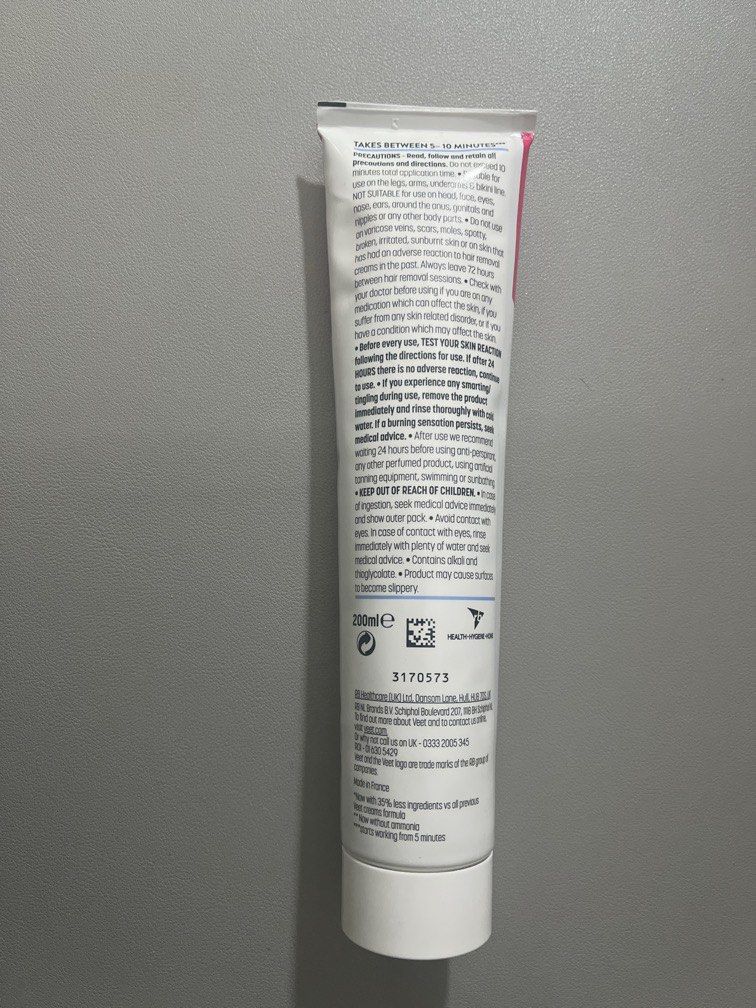 TAKES BETWEEN 5-10 MINUTES***
PRECAUTIONS - Read, follow and retain all
precautions and directions. Do not exceed 10
minutes total application time. • Suitable for
use on the legs, arms, underarms & bikini line.
NOT SUITABLE for use on head, face, eyes,
nose, ears, around the anus, genitals and
nipples or any other body parts. • Do not use
on varicose veins, scars, moles, spotty,
broken, irritated, sunburnt skin or on skin that
has had an adverse reaction to hair removal
creams in the past. Always leave 72 hours
between hair removal sessions. • Check with
your doctor before using if you are on any
medication which can affect the skin, if you
suffer from any skin related disorder, or if you
have a condition which may affect the skin.
• Before every use, TEST YOUR SKIN REACTION
following the directions for use. If after 24
HOURS there is no adverse reaction, continue
to use. • If you experience any smarting/
tingling during use, remove the product
immediately and rinse thoroughly with cold
water. If a burning sensation persists, seek
medical advice. • After use we recommend
waiting 24 hours before using anti-perspirant,
any other perfumed product, using artificial
tanning equipment, swimming or sunbathing
• KEEP OUT OF REACH OF CHILDREN. • In case
of ingestion, seek medical advice immediately
and show outer pack. • Avoid contact with
eyes. In case of contact with eyes, rinse
immediately with plenty of water and seek
medical advice. • Contains alkali and
thioglycolate. • Product may cause surfaces
to become slippery.
200ml e
HEALTH•HYGIENE•HOME
3170573
RB Healthcare (UK) Ltd, Dansom Lane, Hull, HU8 7DS, UK
RB NL Brands B.V. Schiphol Boulevard 207, 1118 BH Schiphol NL
To find out more about Veet and to contact us online,
visit veet.com.
Or why not call us on UK - 0333 2005 345
ROI - 01 630 5429
Veet and the Veet logo are trade marks of the RB group of
companies.
Made in France
*Now with 35% less ingredients vs all previous
Veet creams formula
** Now without ammonia
***starts working from 5 minutes